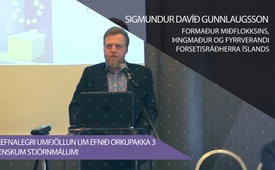 SIGMUNDUR DAVÍÐ GUNNLAUGSSON
FORMAÐUR MIÐFLOKKSINS,
ÞINGMAÐUR OG FYRRVERANDI
FORSETISRÁÐHERRA ÍSLANDS
EFNALEGRI UMFJÖLLUN UM EFNIÐ ORKUPAKKA 3
ENSKUM STJÓRNMÁLUM!